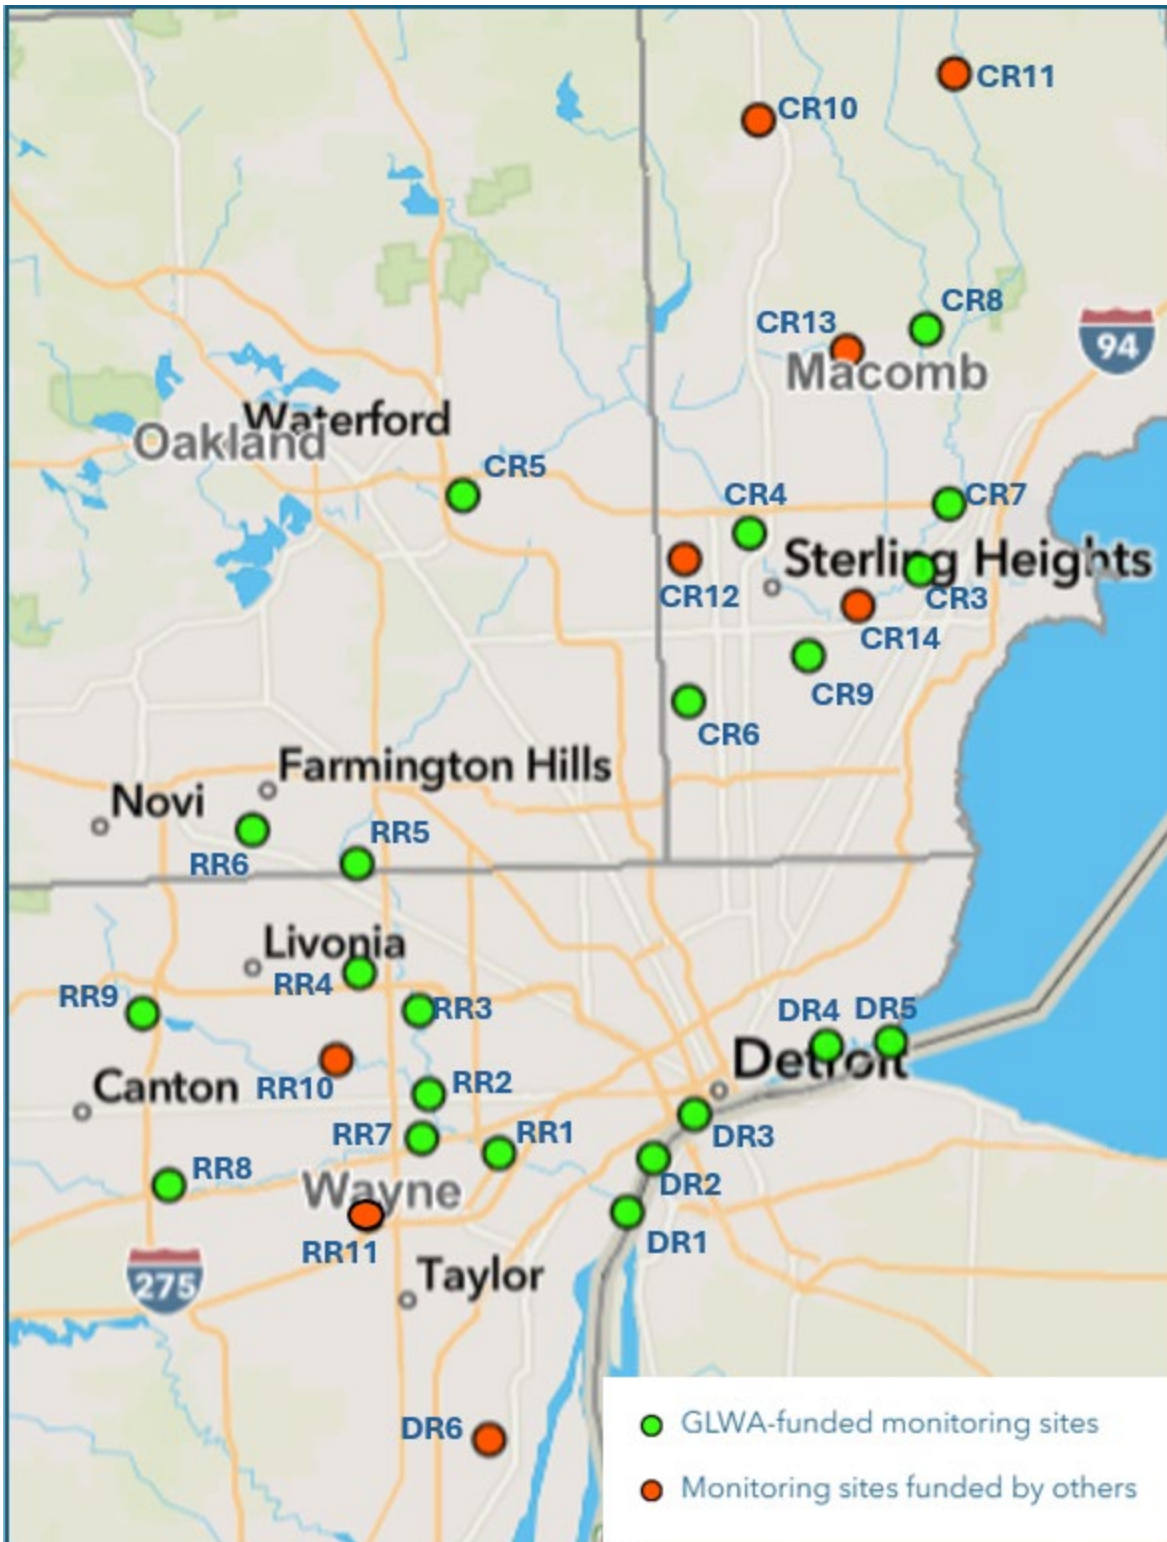 CR11
CR10
CR8
CR13
94
Macomb
Waterford
Oakland
CR5
CR4
CR7
Sterling Heights
CR12
CR3
CR14
CR9
CR6
Farmington Hills
Novi
RR5
RR6
Livonia
RR4
RR9
RR3
DR4
DR5
Detroit
RR10
RR2
Canton
RR7
RR1
DR3
RR8
Wayne
DR2
RR11
DR1
275
Taylor
DR6
GLWA-funded monitoring sites
Monitoring sites funded by others